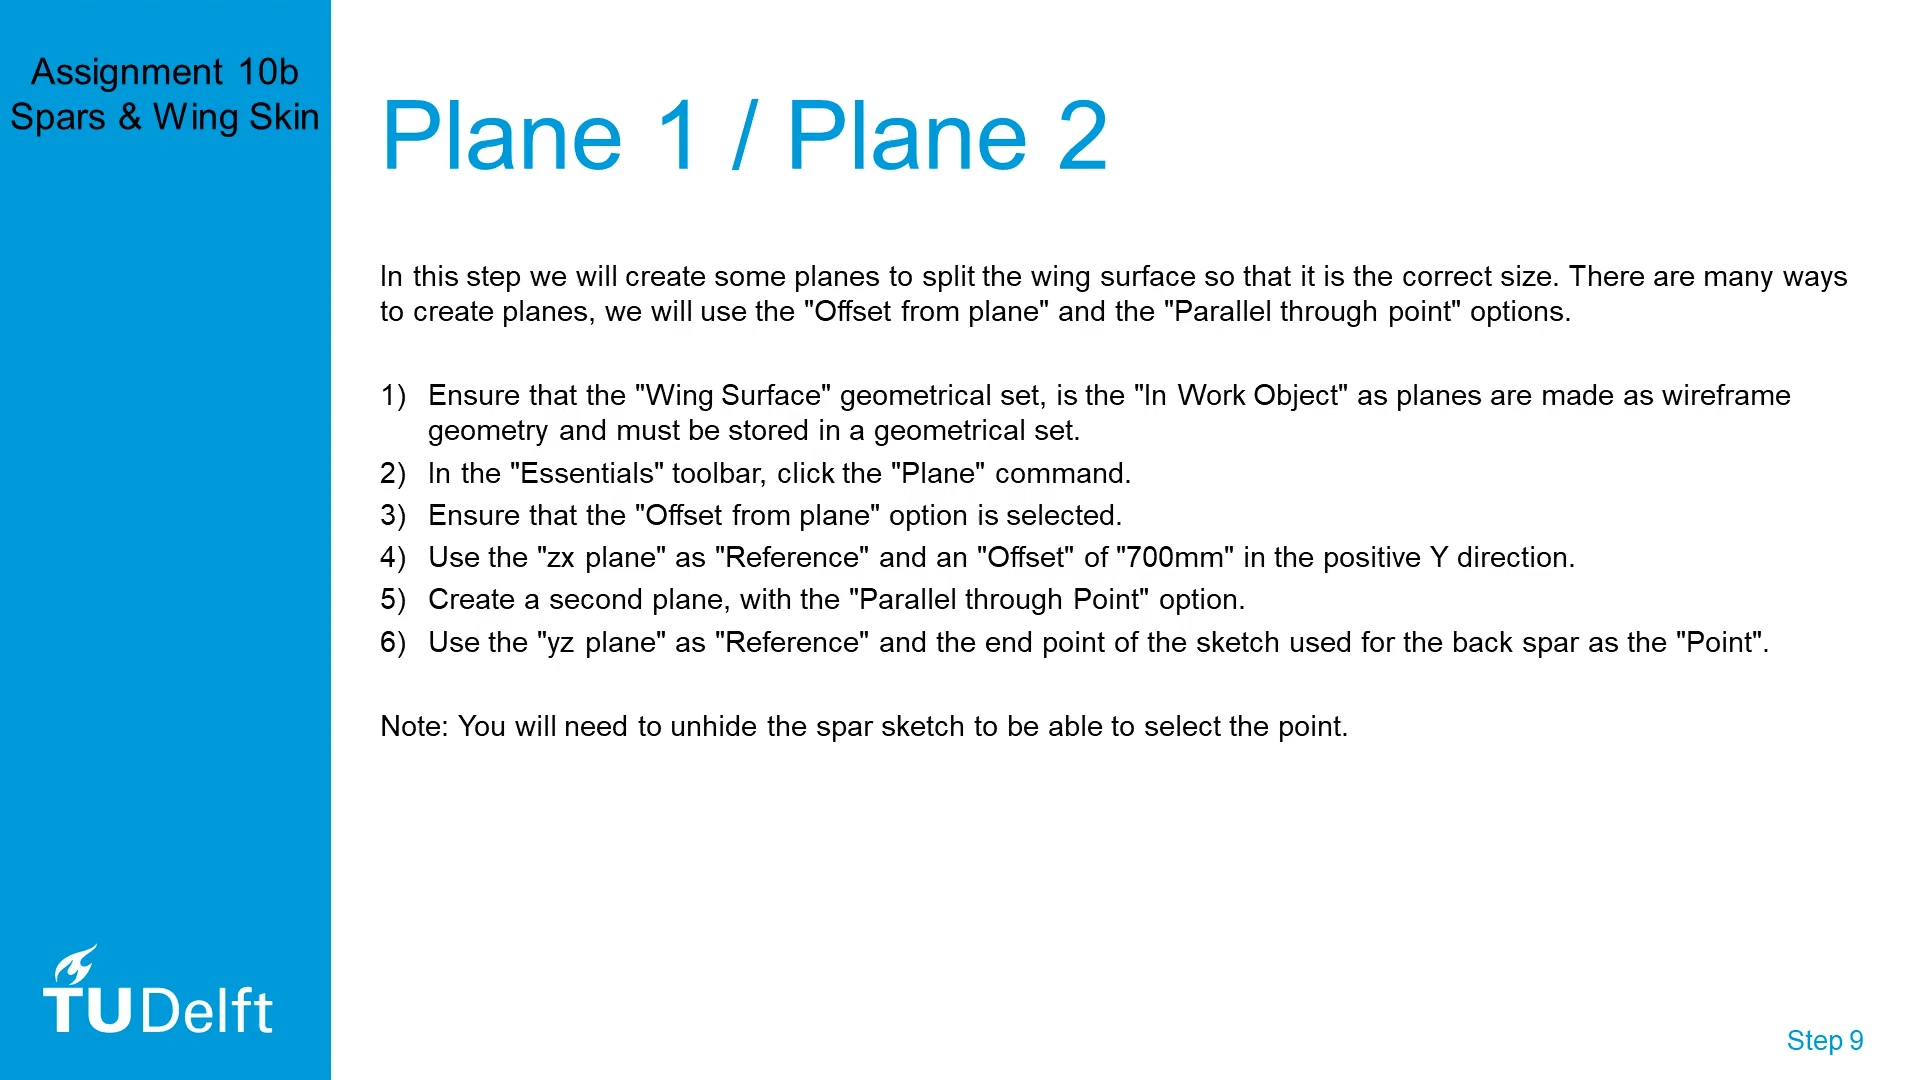 Assignment 10b
Spars & Wing Skin
Plane 1 / Plane 2
In this step we will create some planes to split the wing surface so that it is the correct size. There are many ways
to create planes, we will use the "Offset from plane" and the "Parallel through point" options.
1) Ensure that the "Wing Surface" geometrical set, is the "In Work Object" as planes are made as wireframe
geometry and must be stored in a geometrical set.
2) In the "Essentials" toolbar, click the "Plane" command.
3) Ensure that the "Offset from plane" option is selected.
4) Use the "zx plane" as "Reference" and an "Offset" of "700mm" in the positive Y direction.
5) Create a second plane, with the "Parallel through Point" option.
6) Use the "yz plane" as "Reference" and the end point of the sketch used for the back spar as the "Point".
Note: You will need to unhide the spar sketch to be able to select the point.
TUDelft
Step 9